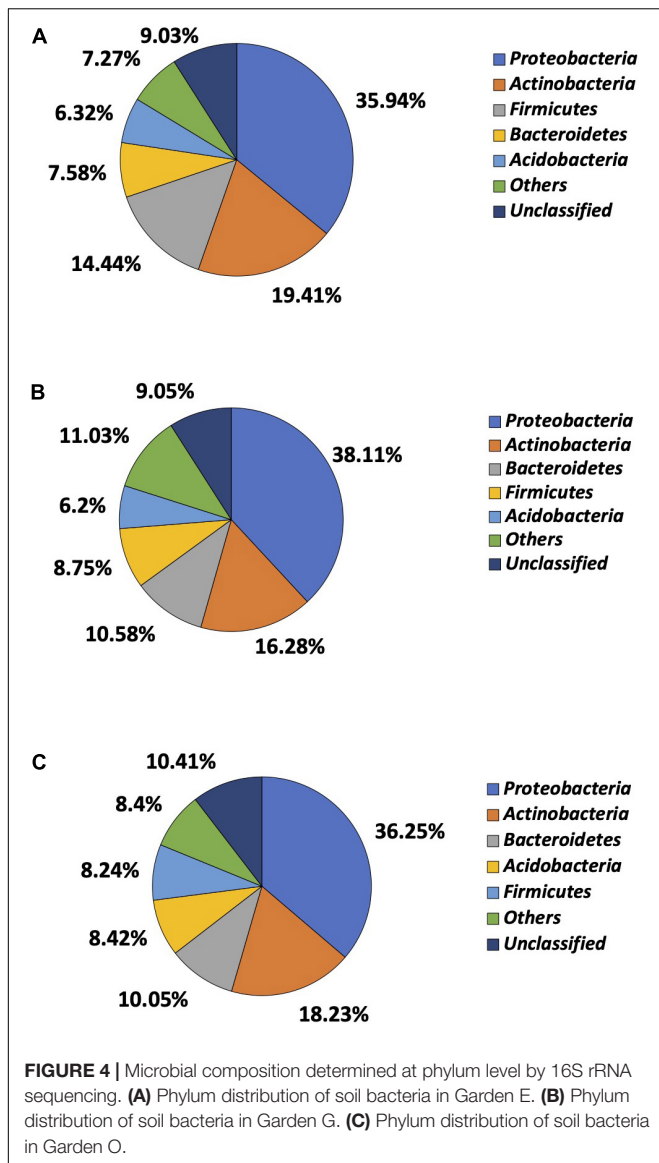 A
9.03%
7.27%
6.32%
7.58%
14.44%
19.41%
35.94%
Proteobacteria
Actinobacteria
Firmicutes
Bacteroidetes
Acidobacteria
Others
Unclassified
B
9.05%
11.03%
6.2%
8.75%
10.58%
16.28%
38.11%
Proteobacteria
Actinobacteria
Bacteroidetes
Firmicutes
Acidobacteria
Others
Unclassified
C
10.41%
8.4%
8.24%
8.42%
10.05%
18.23%
36.25%
Proteobacteria
Actinobacteria
Bacteroidetes
Acidobacteria
Firmicutes
Others
Unclassified
FIGURE 4 | Microbial composition determined at phylum level by 16S rRNA
sequencing. (A) Phylum distribution of soil bacteria in Garden E. (B) Phylum
distribution of soil bacteria in Garden G. (C) Phylum distribution of soil bacteria
in Garden O.